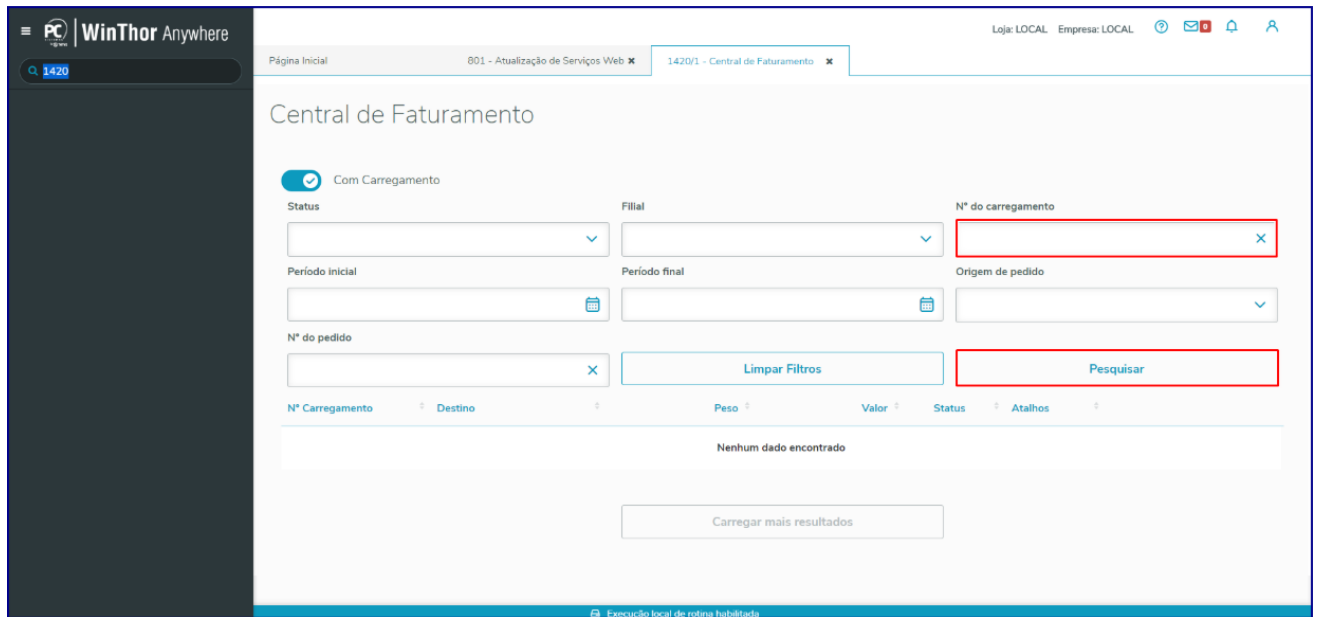 PC | WinThor Anywhere
Loja: LOCAL Empresa: LOCAL 0
1420
Página Inicial 801 - Atualização de Serviços Web × 1420/1 - Central de Faturamento ×
Central de Faturamento
Com Carregamento
Status Filial N° do carregamento
Período inicial Período final Origem de pedido
N° do pedido
Limpar Filtros Pesquisar
N° Carregamento Destino Peso Valor Status Atalhos
Nenhum dado encontrado
Carregar mais resultados
Execução local de rotina habilitada